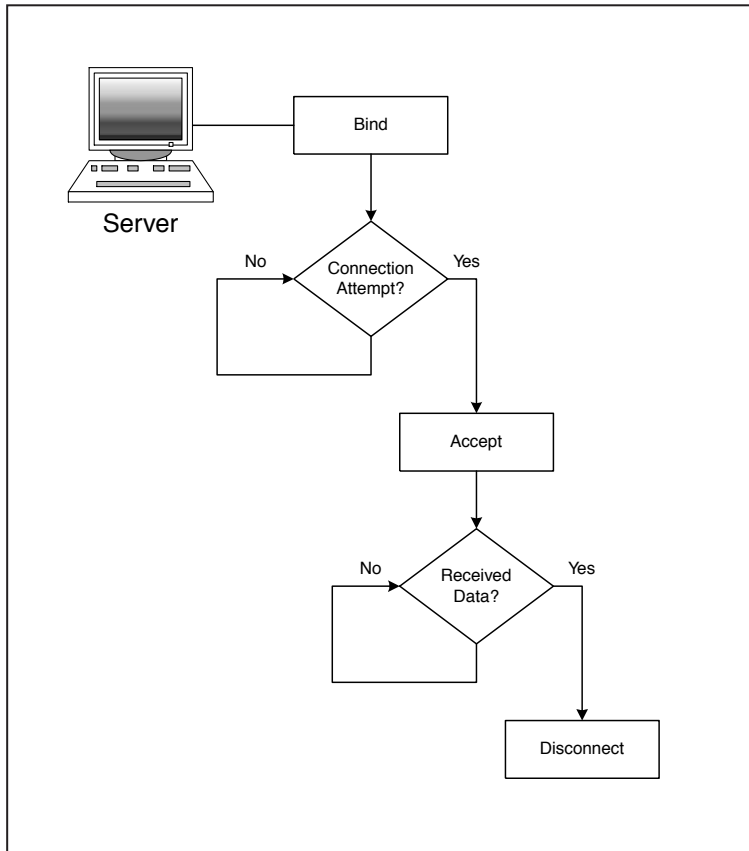 Bind
Server
No
Connection
Attempt?
Yes
Accept
No
Received
Data?
Yes
Disconnect